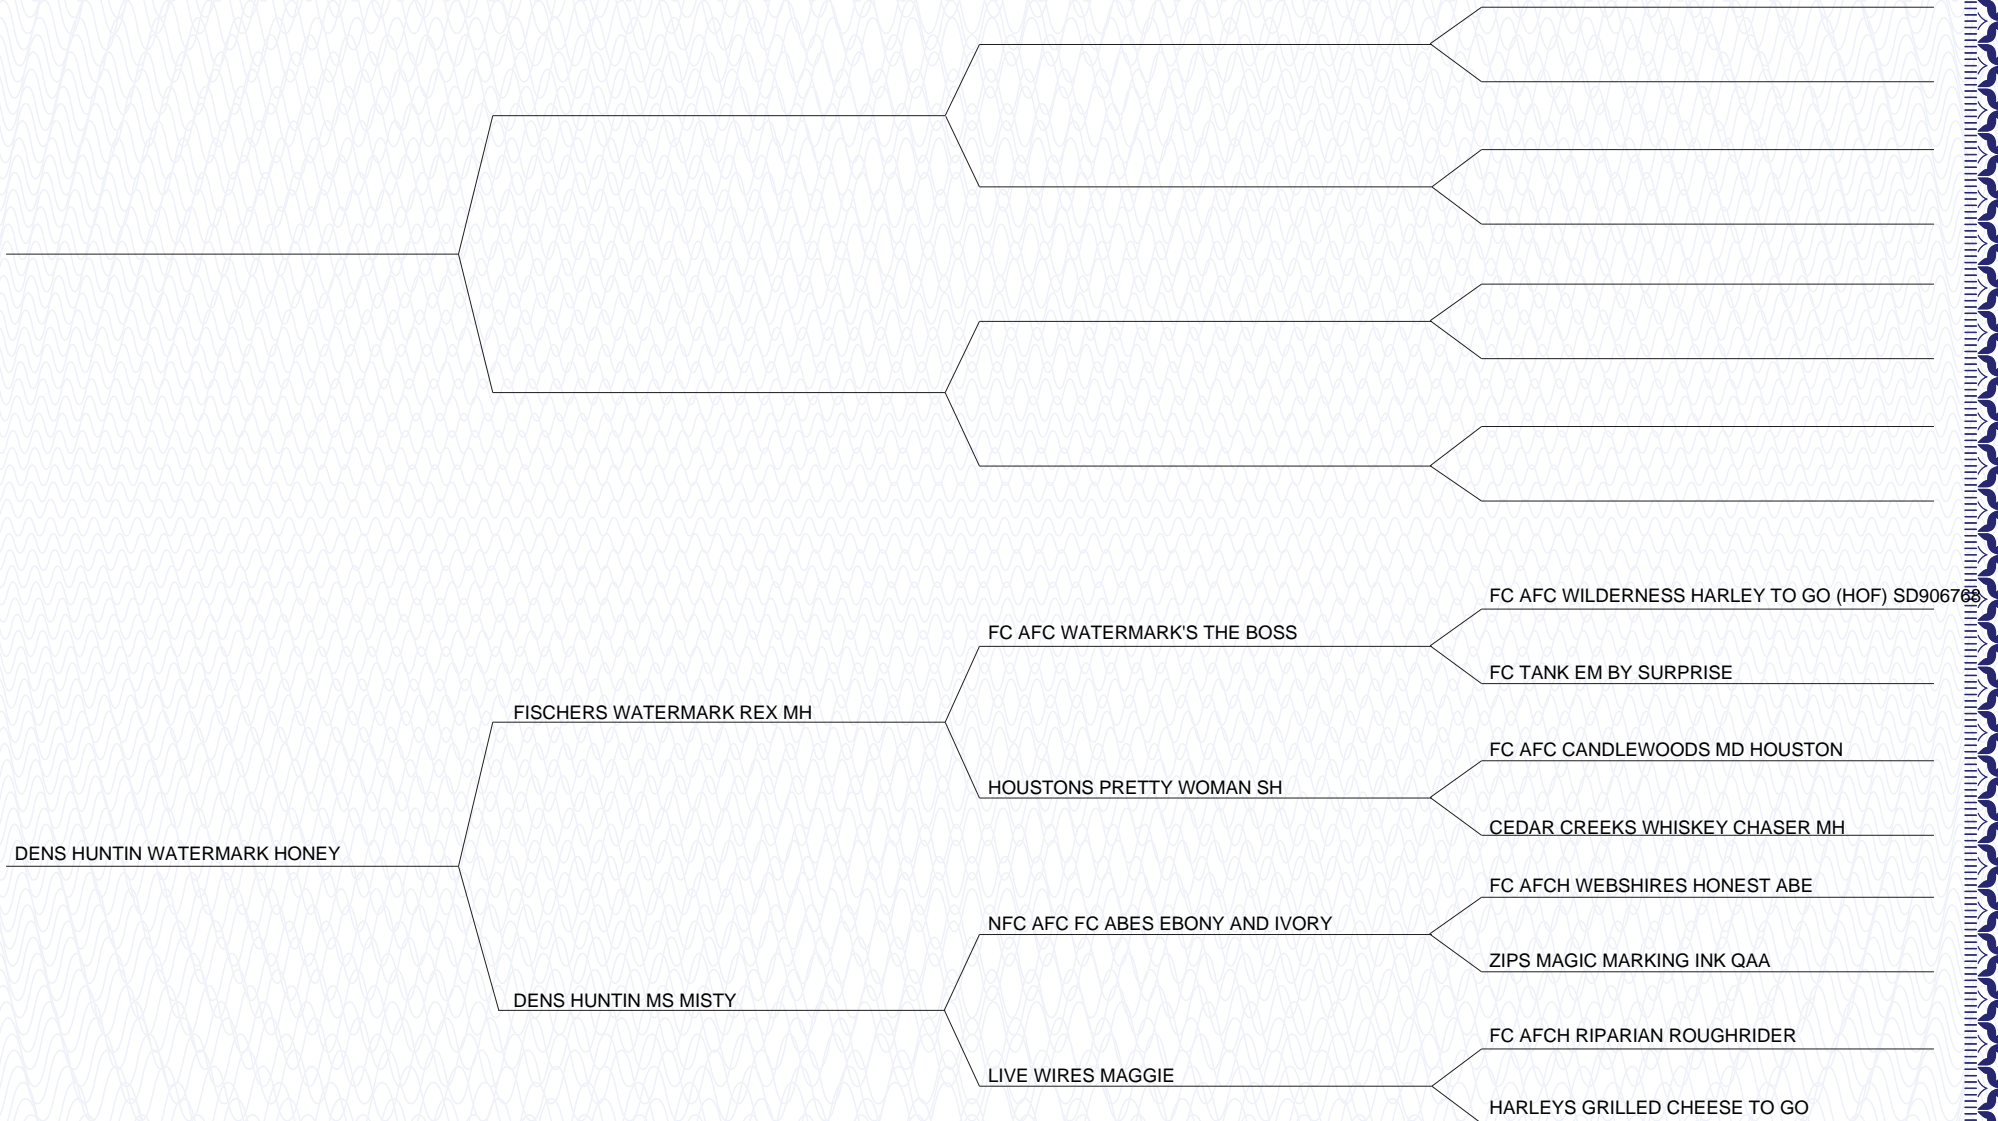 FC AFC WILDERNESS HARLEY TO GO (HOF) SD906768
FC AFC WATERMARK'S THE BOSS
FC TANK EM BY SURPRISE
FISCHERS WATERMARK REX MH
FC AFC CANDLEWOODS MD HOUSTON
HOUSTONS PRETTY WOMAN SH
CEDAR CREEKS WHISKEY CHASER MH
DENS HUNTIN WATERMARK HONEY
FC AFCH WEBSHIRES HONEST ABE
NFC AFC FC ABES EBONY AND IVORY
ZIPS MAGIC MARKING INK QAA
DENS HUNTIN MS MISTY
FC AFCH RIPARIAN ROUGHRIDER
LIVE WIRES MAGGIE
HARLEYS GRILLED CHEESE TO GO